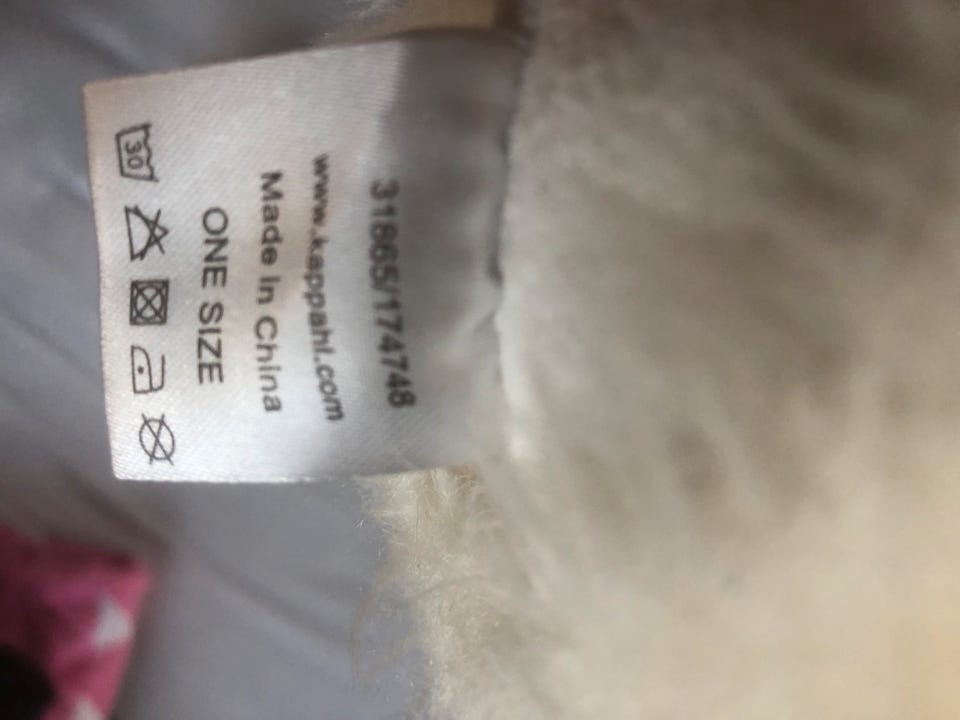 31865/174748
www.kappahl.com
Made in China
ONE SIZE
30